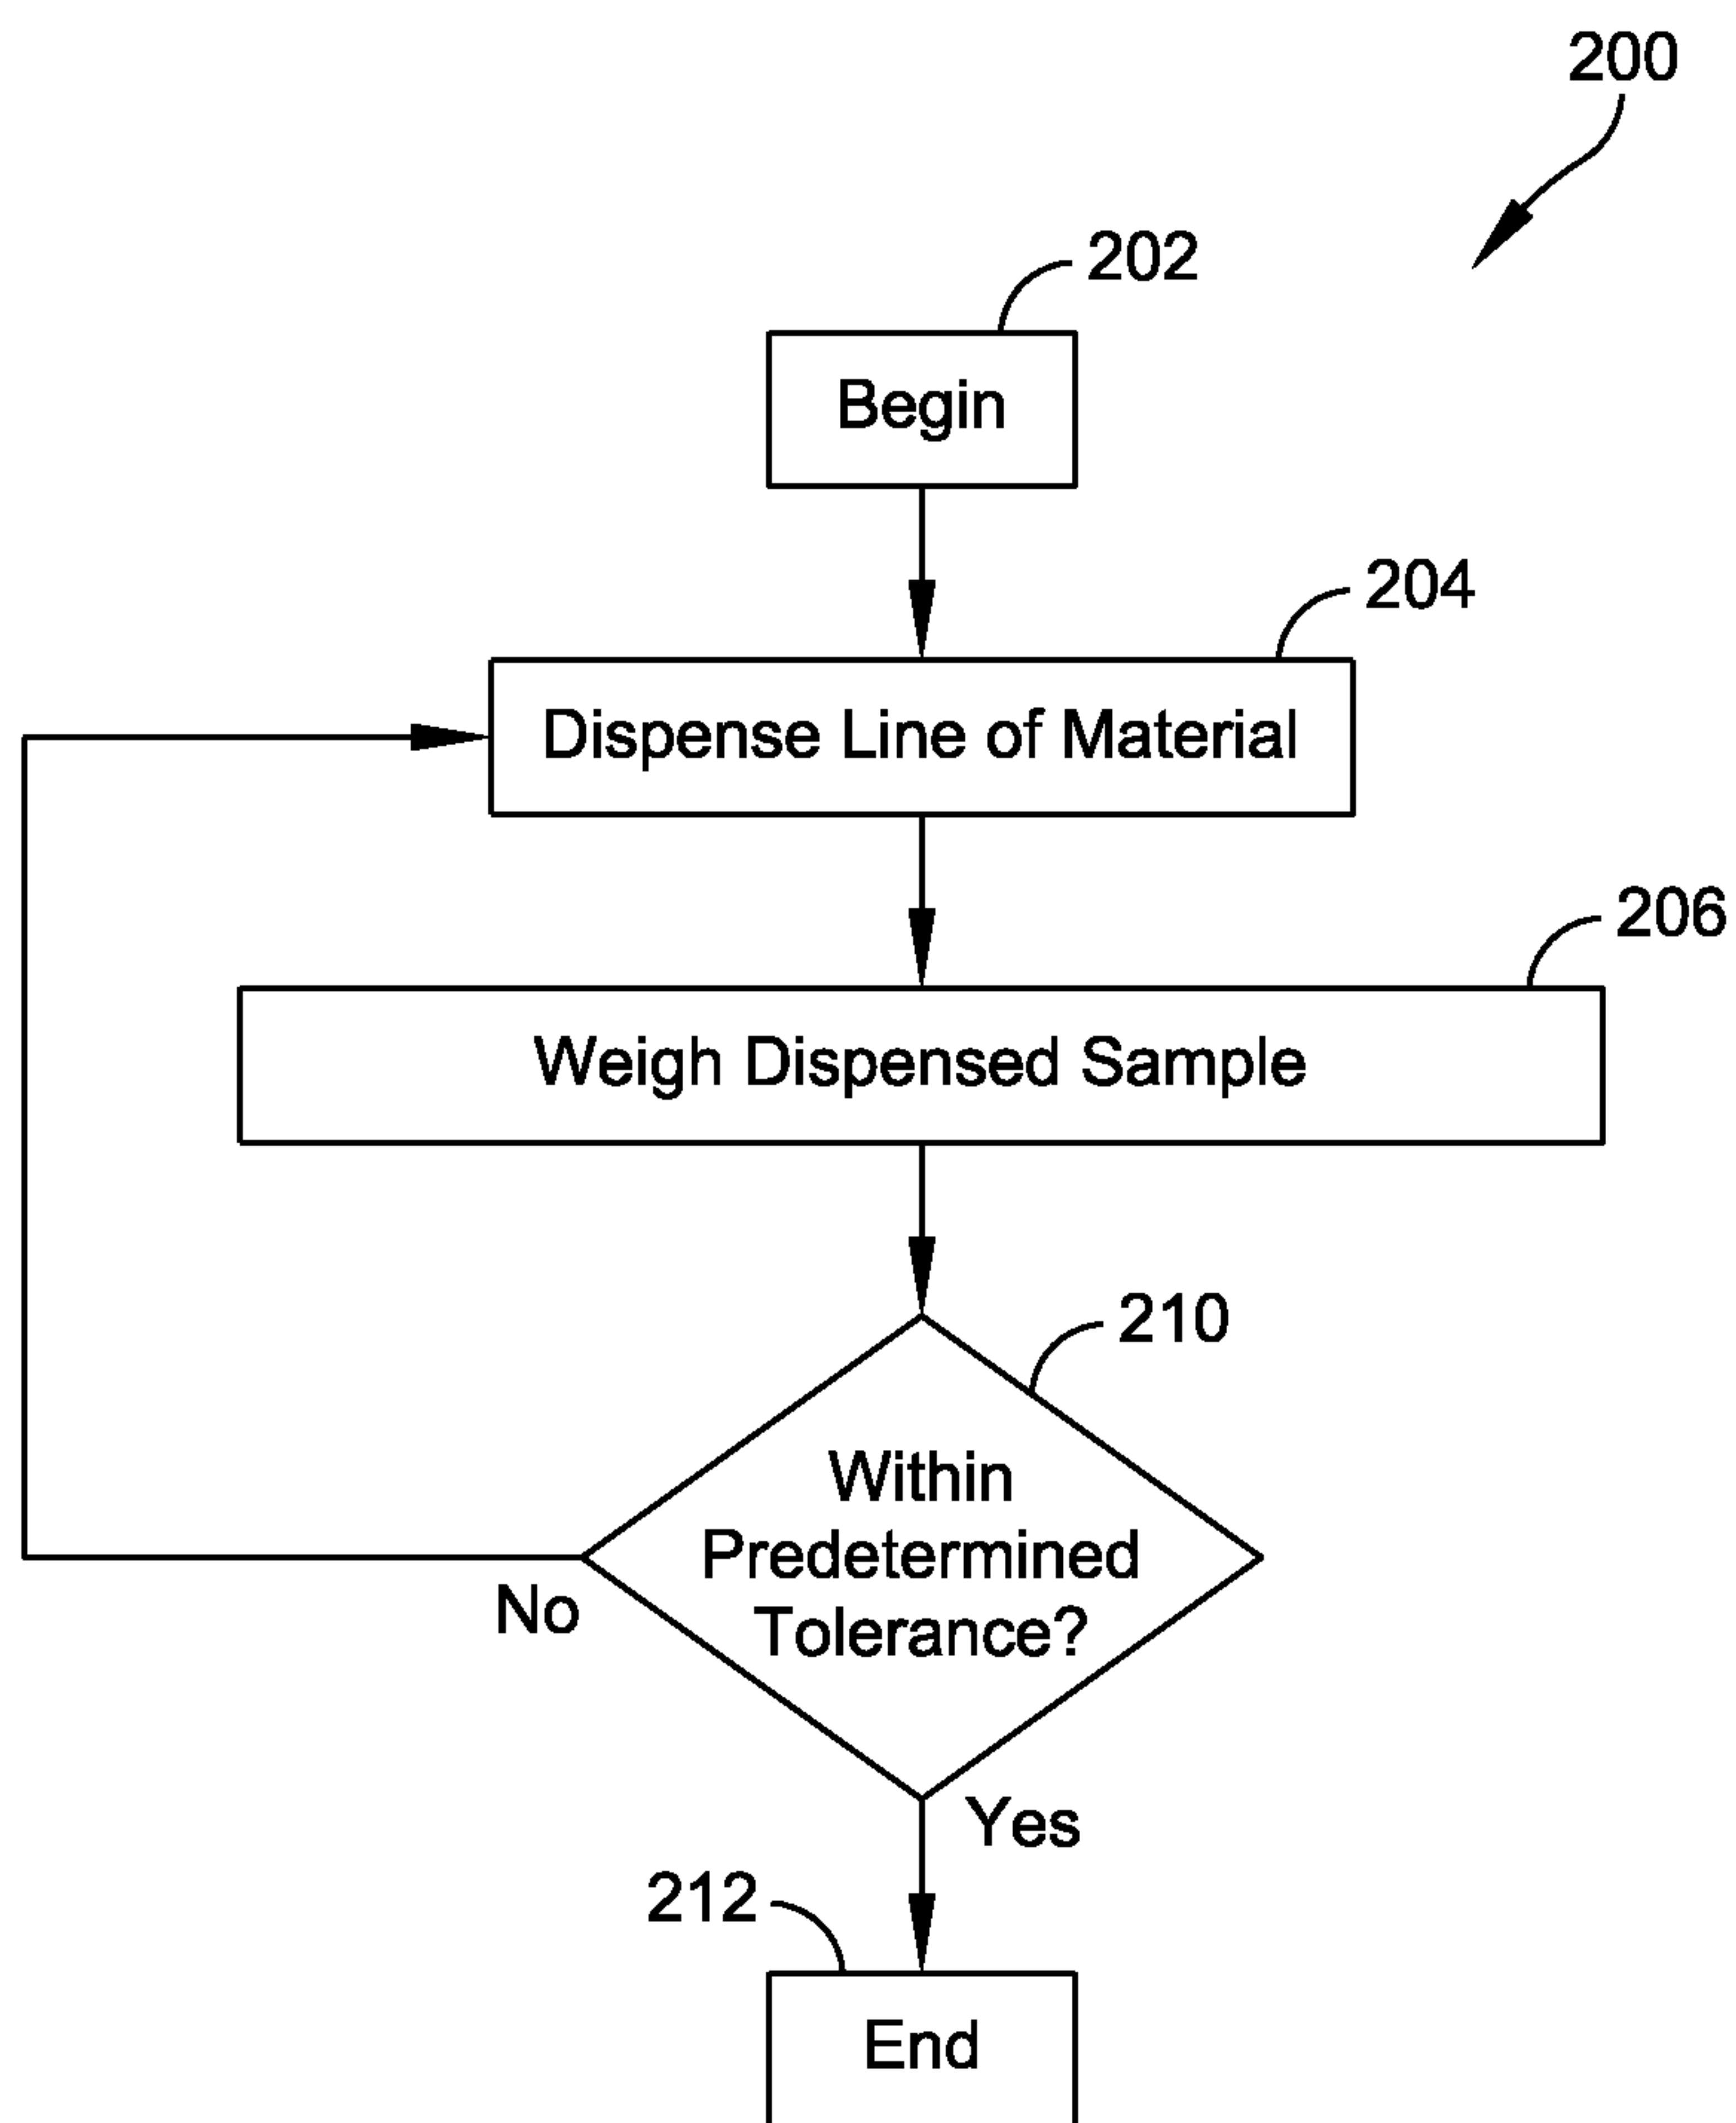 200
202
Begin
204
Dispense Line of Material
206
Weigh Dispensed Sample
210
Within
Predetermined
Tolerance?
No
Yes
212
End